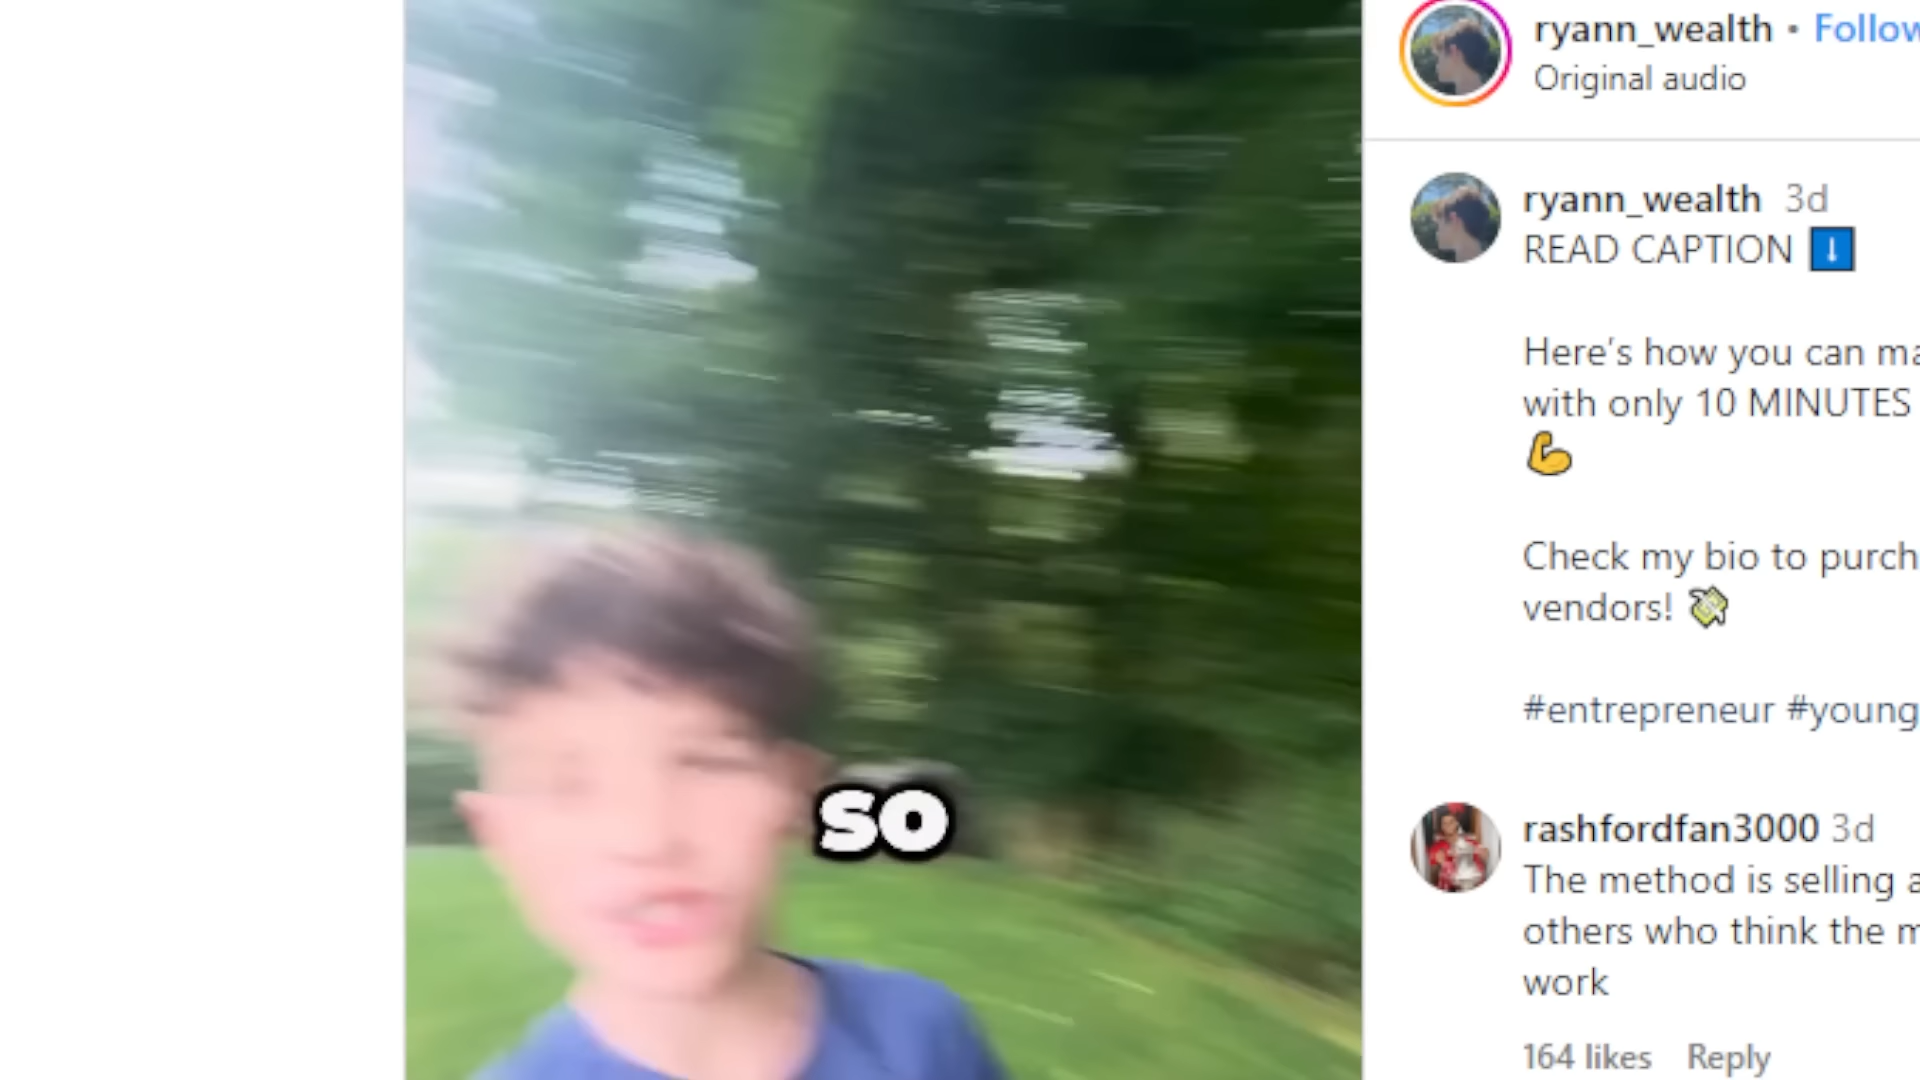 ryann_wealth • Follow
Original audio
ryann_wealth 3d
READ CAPTION
Here's how you can ma
with only 10 MINUTES
Check my bio to purch
vendors!
#entrepreneur #young
so
rashfordfan3000 3d
The method is selling a
others who think the m
work
164 likes Reply